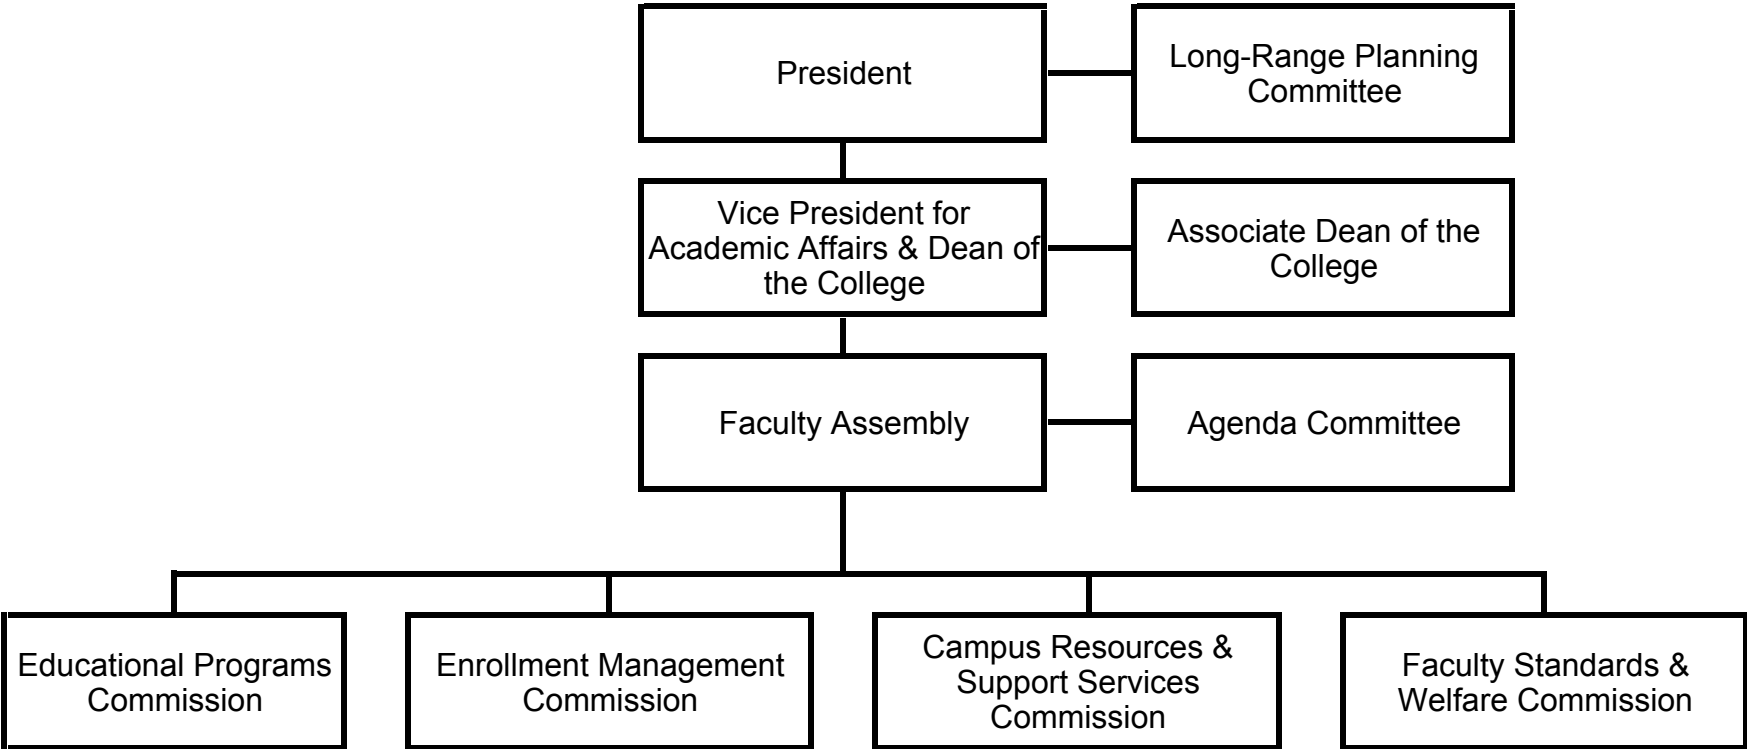 President
Long-Range Planning
Committee
Vice President for
Academic Affairs & Dean of
the College
Associate Dean of the
College
Faculty Assembly
Agenda Committee
Educational Programs
Commission
Enrollment Management
Commission
Campus Resources &
Support Services
Commission
Faculty Standards &
Welfare Commission